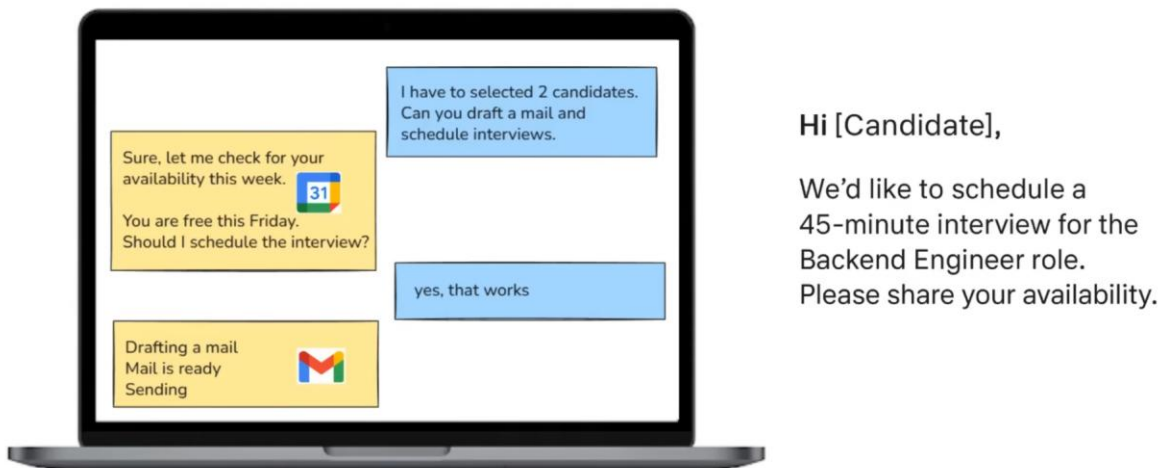 I have to selected 2 candidates.
Can you draft a mail and
schedule interviews.
Sure, let me check for your
availability this week.
31
You are free this Friday.
Should I schedule the interview?
yes, that works
Drafting a mail
Mail is ready
Sending
Hi [Candidate],
We’d like to schedule a
45-minute interview for the
Backend Engineer role.
Please share your availability.